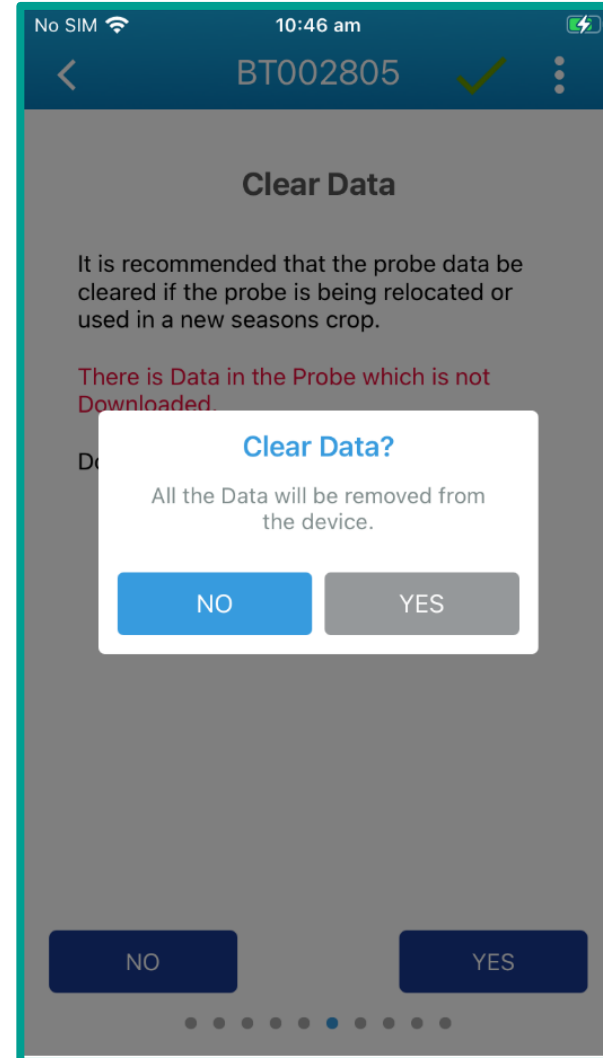 No SIM 10:46 am
BT002805
Clear Data
It is recommended that the probe data be
cleared if the probe is being relocated or
used in a new seasons crop.
There is Data in the Probe which is not
Downloaded.
Clear Data?
All the Data will be removed from
the device.
NO YES
NO YES